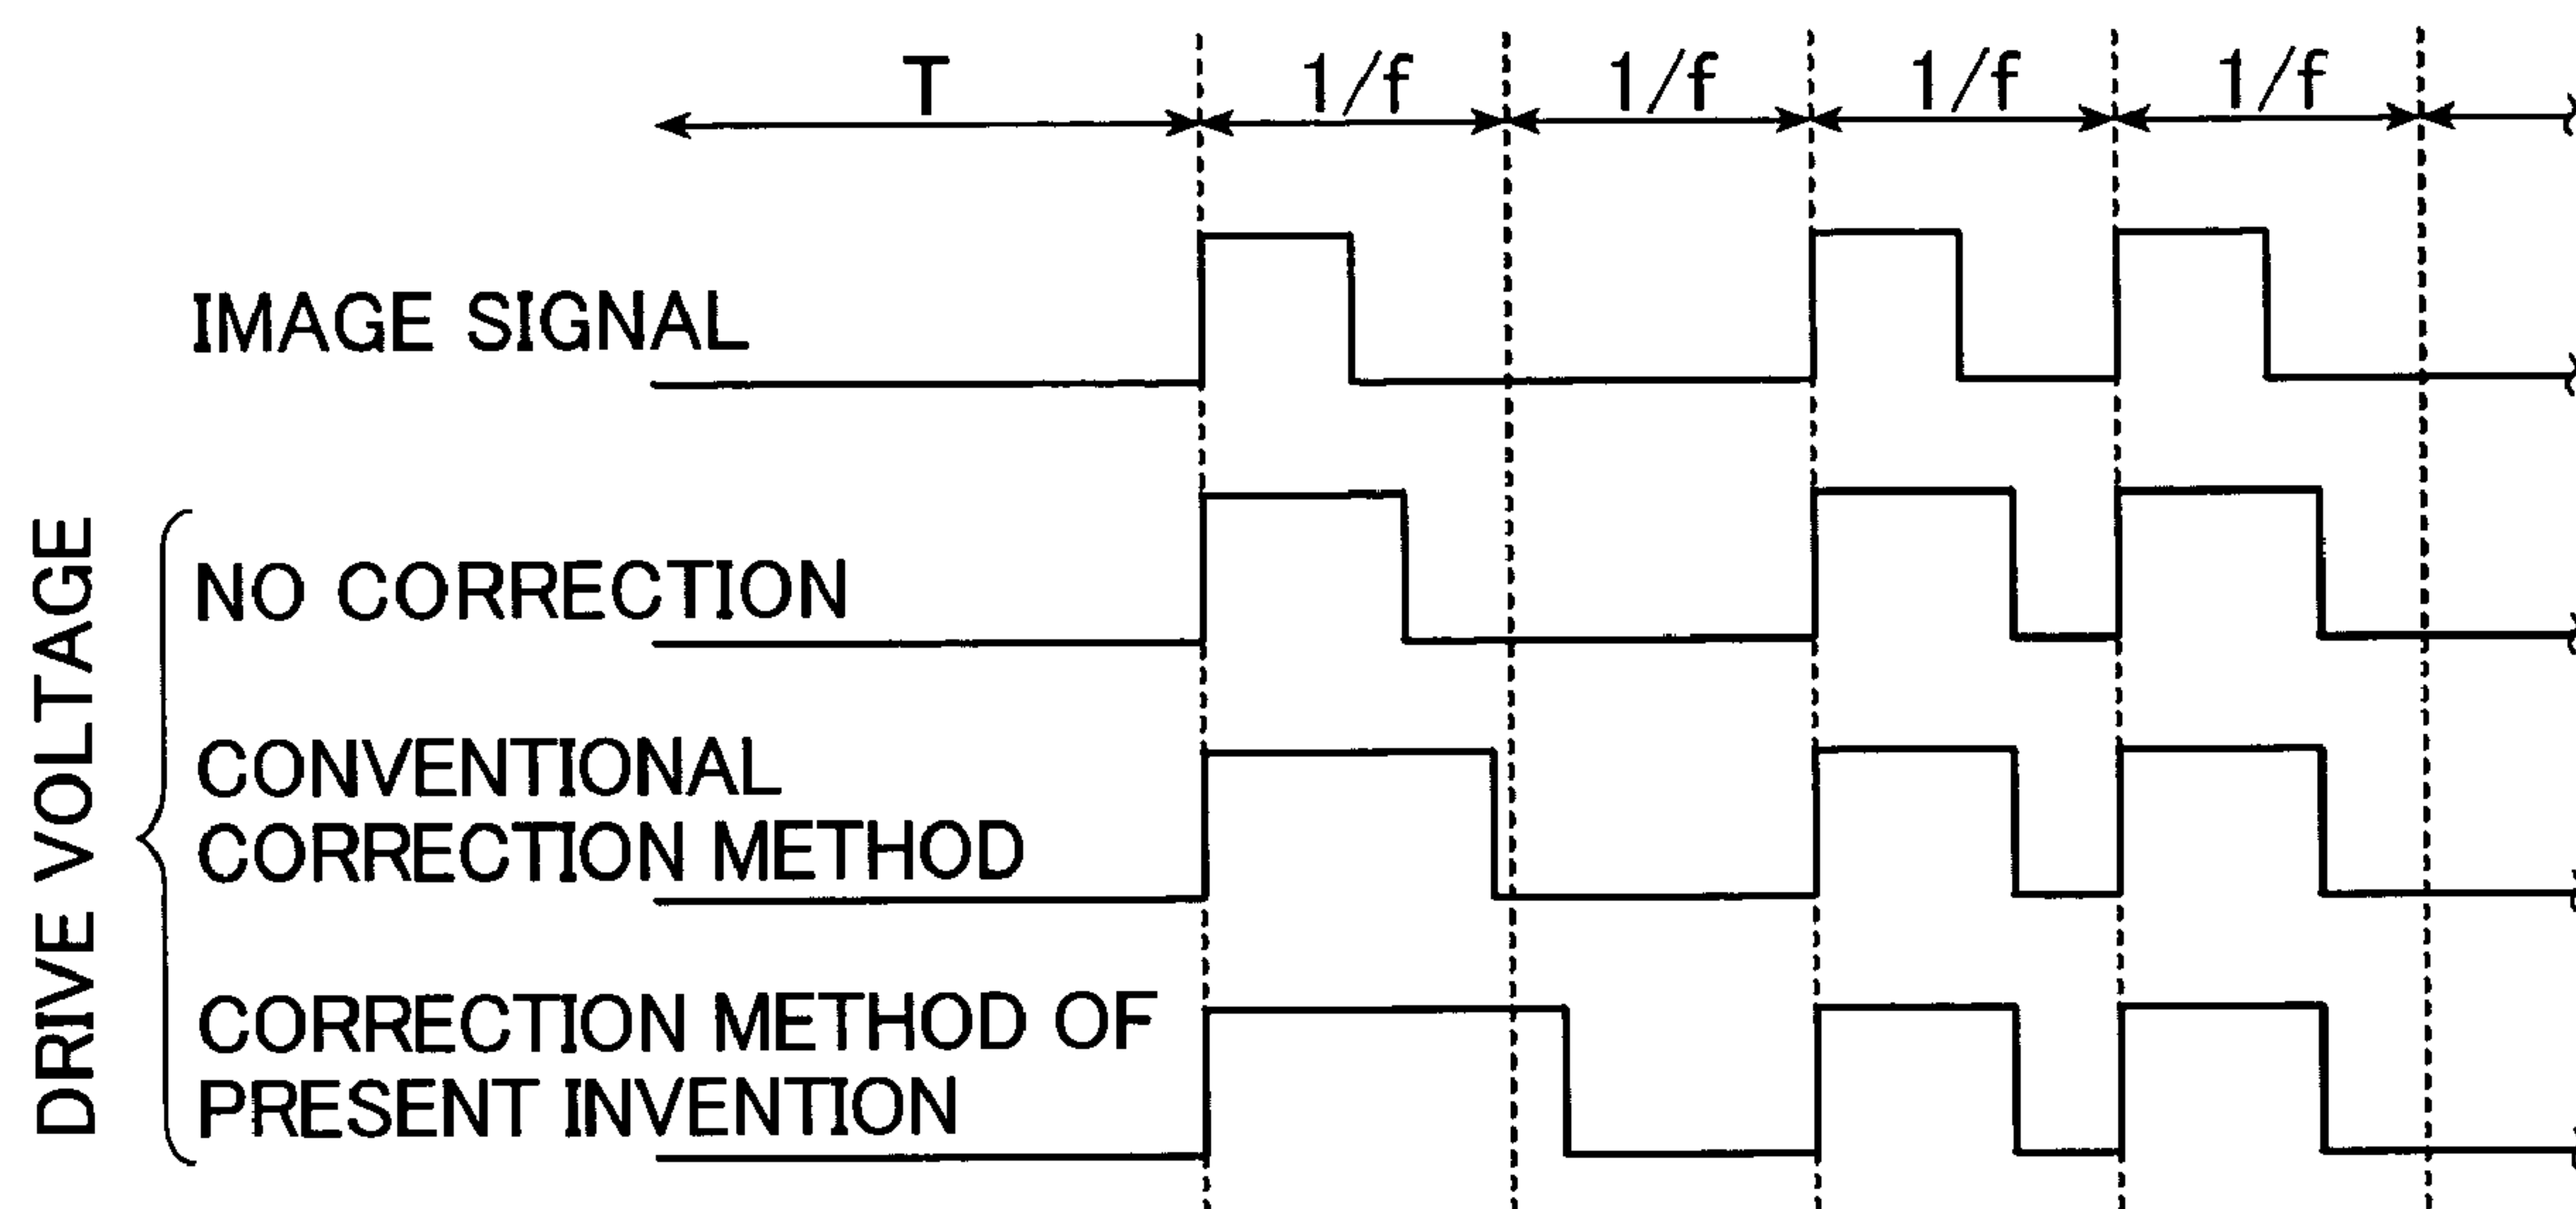 T 1/f 1/f 1/f 1/f
IMAGE SIGNAL
DRIVE VOLTAGE
NO CORRECTION
CONVENTIONAL
CORRECTION METHOD
CORRECTION METHOD OF
PRESENT INVENTION